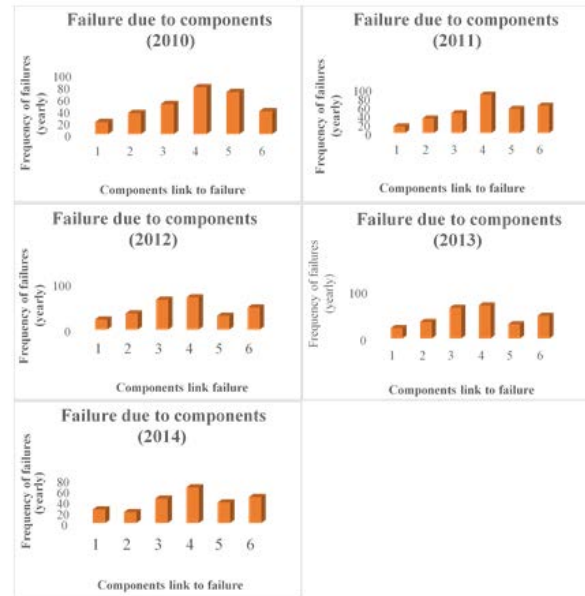 Failure due to components
(2010)
Frequency of failures
(yearly)
100
80
60
40
20
0
1 2 3 4 5 6
Components link to failure
Failure due to components
(2011)
Frequency of failures
(yearly)
100
80
60
40
20
0
1 2 3 4 5 6
Components link to failure
Failure due to components
(2012)
Frequency of failures
(yearly)
100
0
1 2 3 4 5 6
Components link failure
Failure due to components
(2013)
Frequency of failures
(yearly)
100
0
1 2 3 4 5 6
Components link to failure
Failure due to components
(2014)
Frequency of failures
(yearly)
80
60
40
20
0
1 2 3 4 5 6
Components link to failure